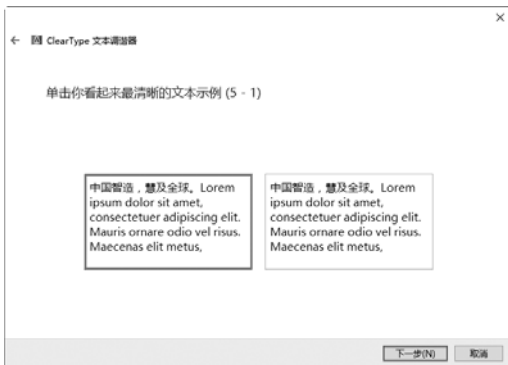 ClearType 文本调谐器
单击你看起来最清晰的文本示例 (5 - 1)
中国智造，慧及全球。Lorem
ipsum dolor sit amet,
consectetuer adipiscing elit.
Mauris ornare odio vel risus.
Maecenas elit metus,
中国智造，慧及全球。Lorem
ipsum dolor sit amet,
consectetuer adipiscing elit.
Mauris ornare odio vel risus.
Maecenas elit metus,
下一步(N)
取消